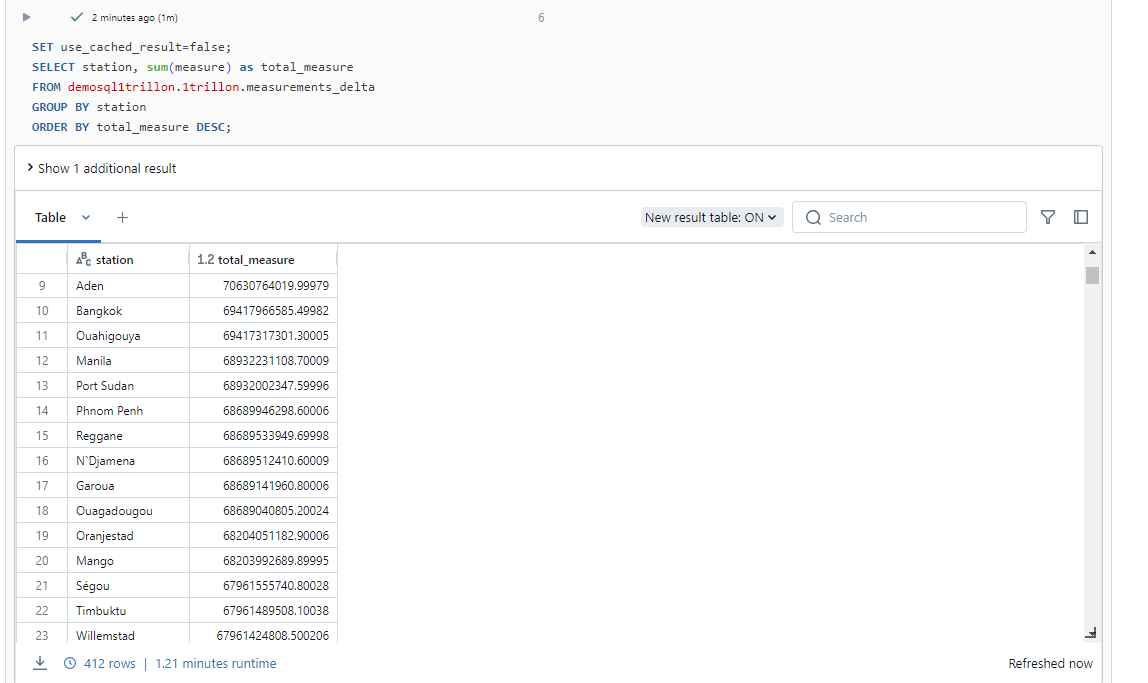 2 minutes ago (1m)
6
SET use_cached_result=false;
SELECT station, sum(measure) as total_measure
FROM demosql1trillon.1trillon.measurements_delta
GROUP BY station
ORDER BY total_measure DESC;
Show 1 additional result
Table
New result table: ON
Search
station 1.2 total_measure
9 Aden 70630764019.99979
10 Bangkok 69417966585.49982
11 Ouahigouya 69417317301.30005
12 Manila 68932231108.70009
13 Port Sudan 68932002347.59996
14 Phnom Penh 68689946298.60006
15 Reggane 68689533949.69998
16 N`Djamena 68689512410.60009
17 Garoua 68689141960.80006
18 Ouagadougou 68689040805.20024
19 Oranjestad 68204051182.90006
20 Mango 68203992689.89995
21 Ségou 67961555740.80028
22 Timbuktu 67961489508.10038
23 Willemstad 67961424808.500206
412 rows | 1.21 minutes runtime
Refreshed now